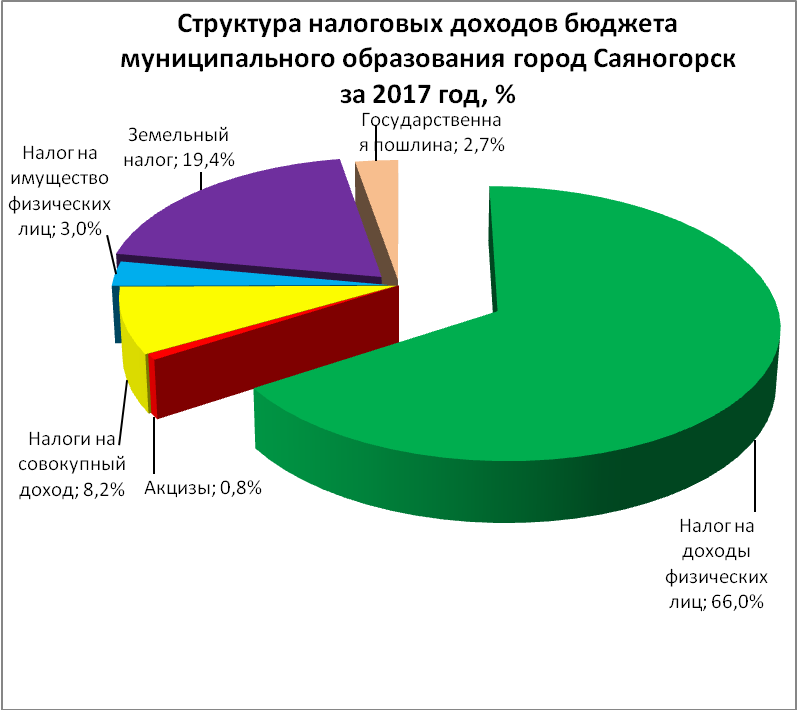 Структура налоговых доходов бюджета
муниципального образования город Саяногорск
за 2017 год, %
Государственна
я пошлина; 2,7%
Земельный
налог; 19,4%
Налог на
имущество
физических
лиц; 3,0%
Налоги на
совокупный
доход; 8,2%
Акцизы; 0,8%
Налог на
доходы
физических
лиц; 66,0%